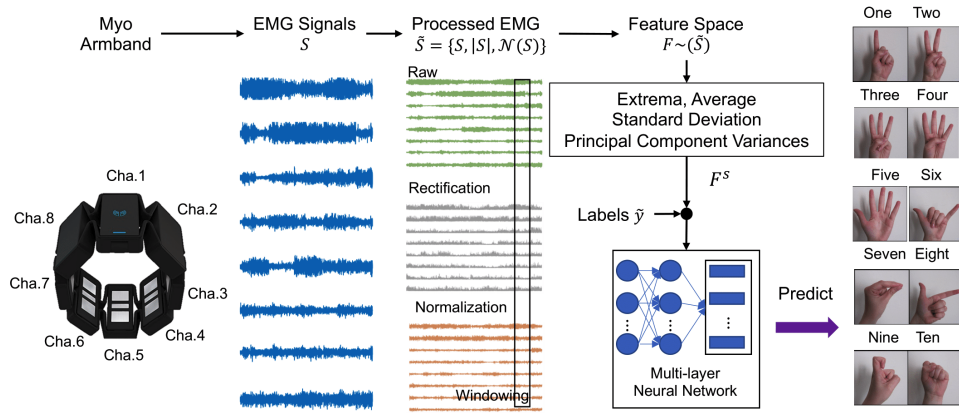 Myo
Armband
EMG Signals
S
Processed EMG
S̃ = {S, |S|, 𝒩(S)}
Feature Space
F~(S̃)
One Two
Three Four
Five Six
Seven Eight
Nine Ten
Raw
Rectification
Normalization
Windowing
Extrema, Average
Standard Deviation
Principal Component Variances
Fˢ
Labels ỹ
Multi-layer
Neural Network
Predict
Cha.1
Cha.2
Cha.3
Cha.4
Cha.5
Cha.6
Cha.7
Cha.8